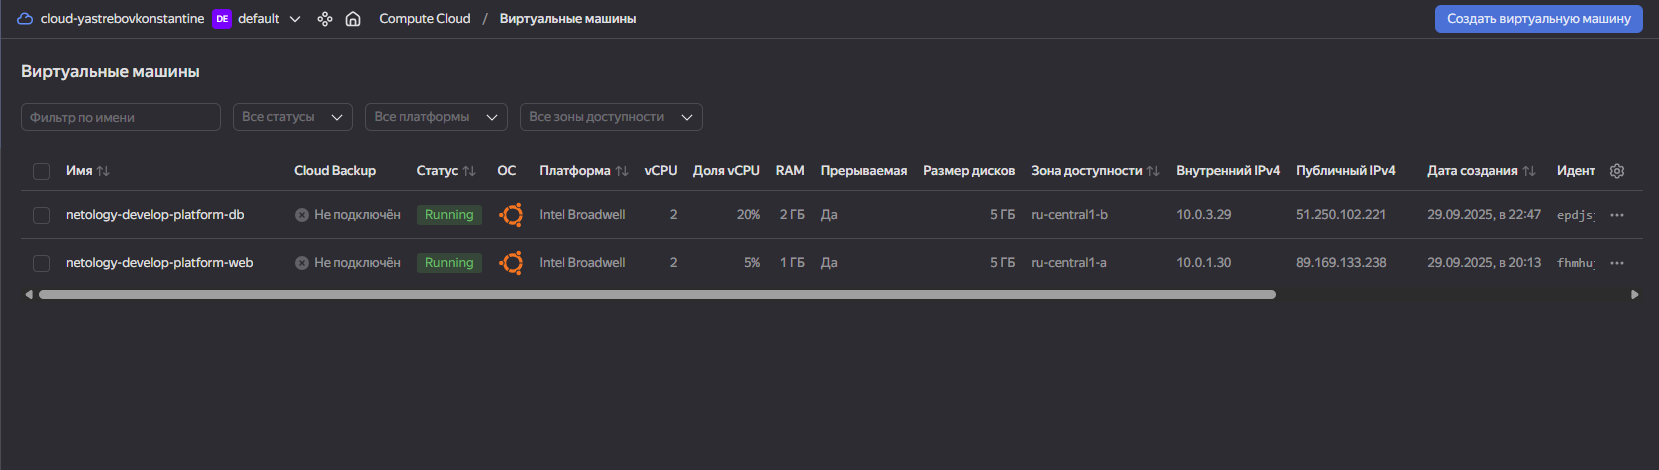 cloud-yastrebovkonstantine DE default Compute Cloud / Виртуальные машины Создать виртуальную машину
Виртуальные машины
Фильтр по имени Все статусы Все платформы Все зоны доступности
Имя Cloud Backup Статус ОС Платформа vCPU Доля vCPU RAM Прерываемая Размер дисков Зона доступности Внутренний IPv4 Публичный IPv4 Дата создания Идент
netology-develop-platform-db Не подключён Running Intel Broadwell 2 20% 2 ГБ Да 5 ГБ ru-central1-b 10.0.3.29 51.250.102.221 29.09.2025, в 22:47 epdjs
netology-develop-platform-web Не подключён Running Intel Broadwell 2 5% 1 ГБ Да 5 ГБ ru-central1-a 10.0.1.30 89.169.133.238 29.09.2025, в 20:13 fhmhu